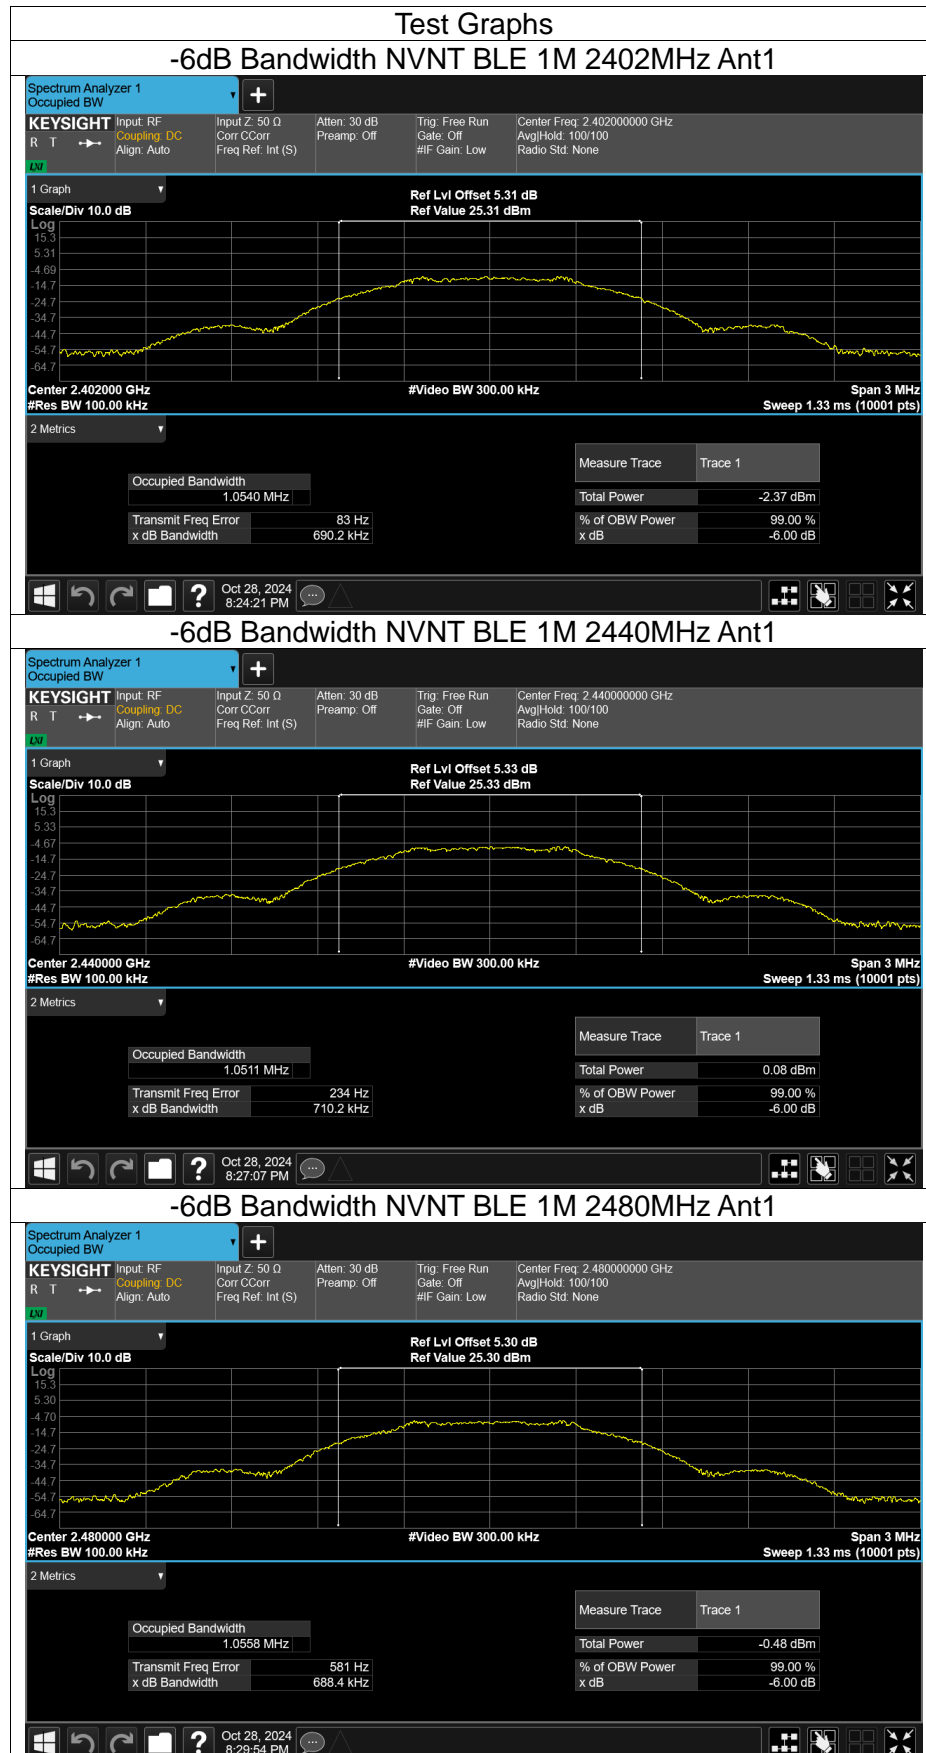 Test Graphs
-6dB Bandwidth NVNT BLE 1M 2402MHz Ant1
Spectrum Analyzer 1
Occupied BW
+
KEYSIGHT Input: RF Input Z: 50 Ω Atten: 30 dB Trig: Free Run Center Freq: 2.402000000 GHz
R T Coupling: DC Corr CCorr Preamp: Off Gate: Off Avg|Hold: 100/100
Align: Auto Freq Ref: Int (S) #IF Gain: Low Radio Std: None
LXI
1 Graph
Ref Lvl Offset 5.31 dB
Scale/Div 10.0 dB Ref Value 25.31 dBm
Log
15.3
5.31
-4.69
-14.7
-24.7
-34.7
-44.7
-54.7
-64.7
Center 2.402000 GHz #Video BW 300.00 kHz Span 3 MHz
#Res BW 100.00 kHz Sweep 1.33 ms (10001 pts)
2 Metrics
Measure Trace Trace 1
Occupied Bandwidth
1.0540 MHz Total Power -2.37 dBm
Transmit Freq Error 83 Hz % of OBW Power 99.00 %
x dB Bandwidth 690.2 kHz x dB -6.00 dB
? Oct 28, 2024
8:24:21 PM
-6dB Bandwidth NVNT BLE 1M 2440MHz Ant1
Spectrum Analyzer 1
Occupied BW
+
KEYSIGHT Input: RF Input Z: 50 Ω Atten: 30 dB Trig: Free Run Center Freq: 2.440000000 GHz
R T Coupling: DC Corr CCorr Preamp: Off Gate: Off Avg|Hold: 100/100
Align: Auto Freq Ref: Int (S) #IF Gain: Low Radio Std: None
LXI
1 Graph
Ref Lvl Offset 5.33 dB
Scale/Div 10.0 dB Ref Value 25.33 dBm
Log
15.3
5.33
-4.67
-14.7
-24.7
-34.7
-44.7
-54.7
-64.7
Center 2.440000 GHz #Video BW 300.00 kHz Span 3 MHz
#Res BW 100.00 kHz Sweep 1.33 ms (10001 pts)
2 Metrics
Measure Trace Trace 1
Occupied Bandwidth
1.0511 MHz Total Power 0.08 dBm
Transmit Freq Error 234 Hz % of OBW Power 99.00 %
x dB Bandwidth 710.2 kHz x dB -6.00 dB
? Oct 28, 2024
8:27:07 PM
-6dB Bandwidth NVNT BLE 1M 2480MHz Ant1
Spectrum Analyzer 1
Occupied BW
+
KEYSIGHT Input: RF Input Z: 50 Ω Atten: 30 dB Trig: Free Run Center Freq: 2.480000000 GHz
R T Coupling: DC Corr CCorr Preamp: Off Gate: Off Avg|Hold: 100/100
Align: Auto Freq Ref: Int (S) #IF Gain: Low Radio Std: None
LXI
1 Graph
Ref Lvl Offset 5.30 dB
Scale/Div 10.0 dB Ref Value 25.30 dBm
Log
15.3
5.30
-4.70
-14.7
-24.7
-34.7
-44.7
-54.7
-64.7
Center 2.480000 GHz #Video BW 300.00 kHz Span 3 MHz
#Res BW 100.00 kHz Sweep 1.33 ms (10001 pts)
2 Metrics
Measure Trace Trace 1
Occupied Bandwidth
1.0558 MHz Total Power -0.48 dBm
Transmit Freq Error 581 Hz % of OBW Power 99.00 %
x dB Bandwidth 688.4 kHz x dB -6.00 dB
? Oct 28, 2024
8:29:54 PM